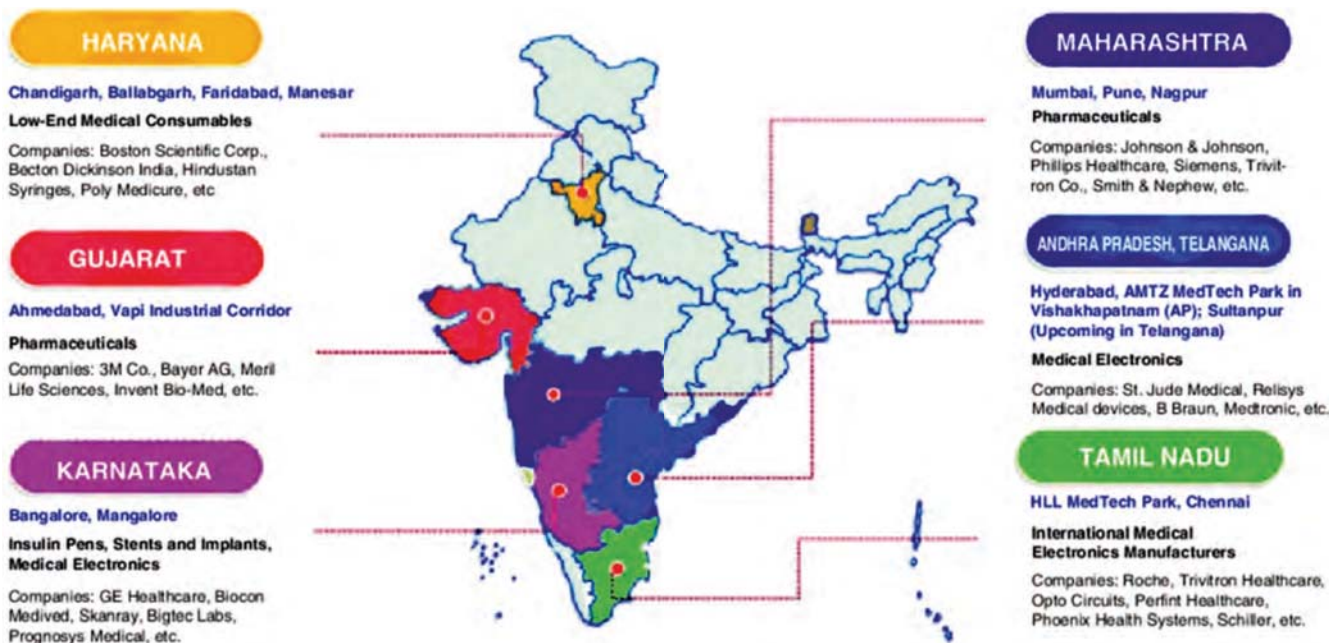 HARYANA
Chandigarh, Ballabgarh, Faridabad, Manesar
Low-End Medical Consumables
Companies: Boston Scientific Corp.,
Becton Dickinson India, Hindustan
Syringes, Poly Medicure, etc
GUJARAT
Ahmedabad, Vapi Industrial Corridor
Pharmaceuticals
Companies: 3M Co., Bayer AG, Meril
Life Sciences, Invent Bio-Med, etc.
KARNATAKA
Bangalore, Mangalore
Insulin Pens, Stents and Implants,
Medical Electronics
Companies: GE Healthcare, Biocon
Medived, Skanray, Bigtec Labs,
Prognosys Medical, etc.
MAHARASHTRA
Mumbai, Pune, Nagpur
Pharmaceuticals
Companies: Johnson & Johnson,
Phillips Healthcare, Siemens, Trivit-
ron Co., Smith & Nephew, etc.
ANDHRA PRADESH, TELANGANA
Hyderabad, AMTZ MedTech Park in
Vishakhapatnam (AP); Sultanpur
(Upcoming in Telangana)
Medical Electronics
Companies: St. Jude Medical, Relisys
Medical devices, B Braun, Medtronic, etc.
TAMIL NADU
HLL MedTech Park, Chennai
International Medical
Electronics Manufacturers
Companies: Roche, Trivitron Healthcare,
Opto Circuits, Perfint Healthcare,
Phoenix Health Systems, Schiller, etc.